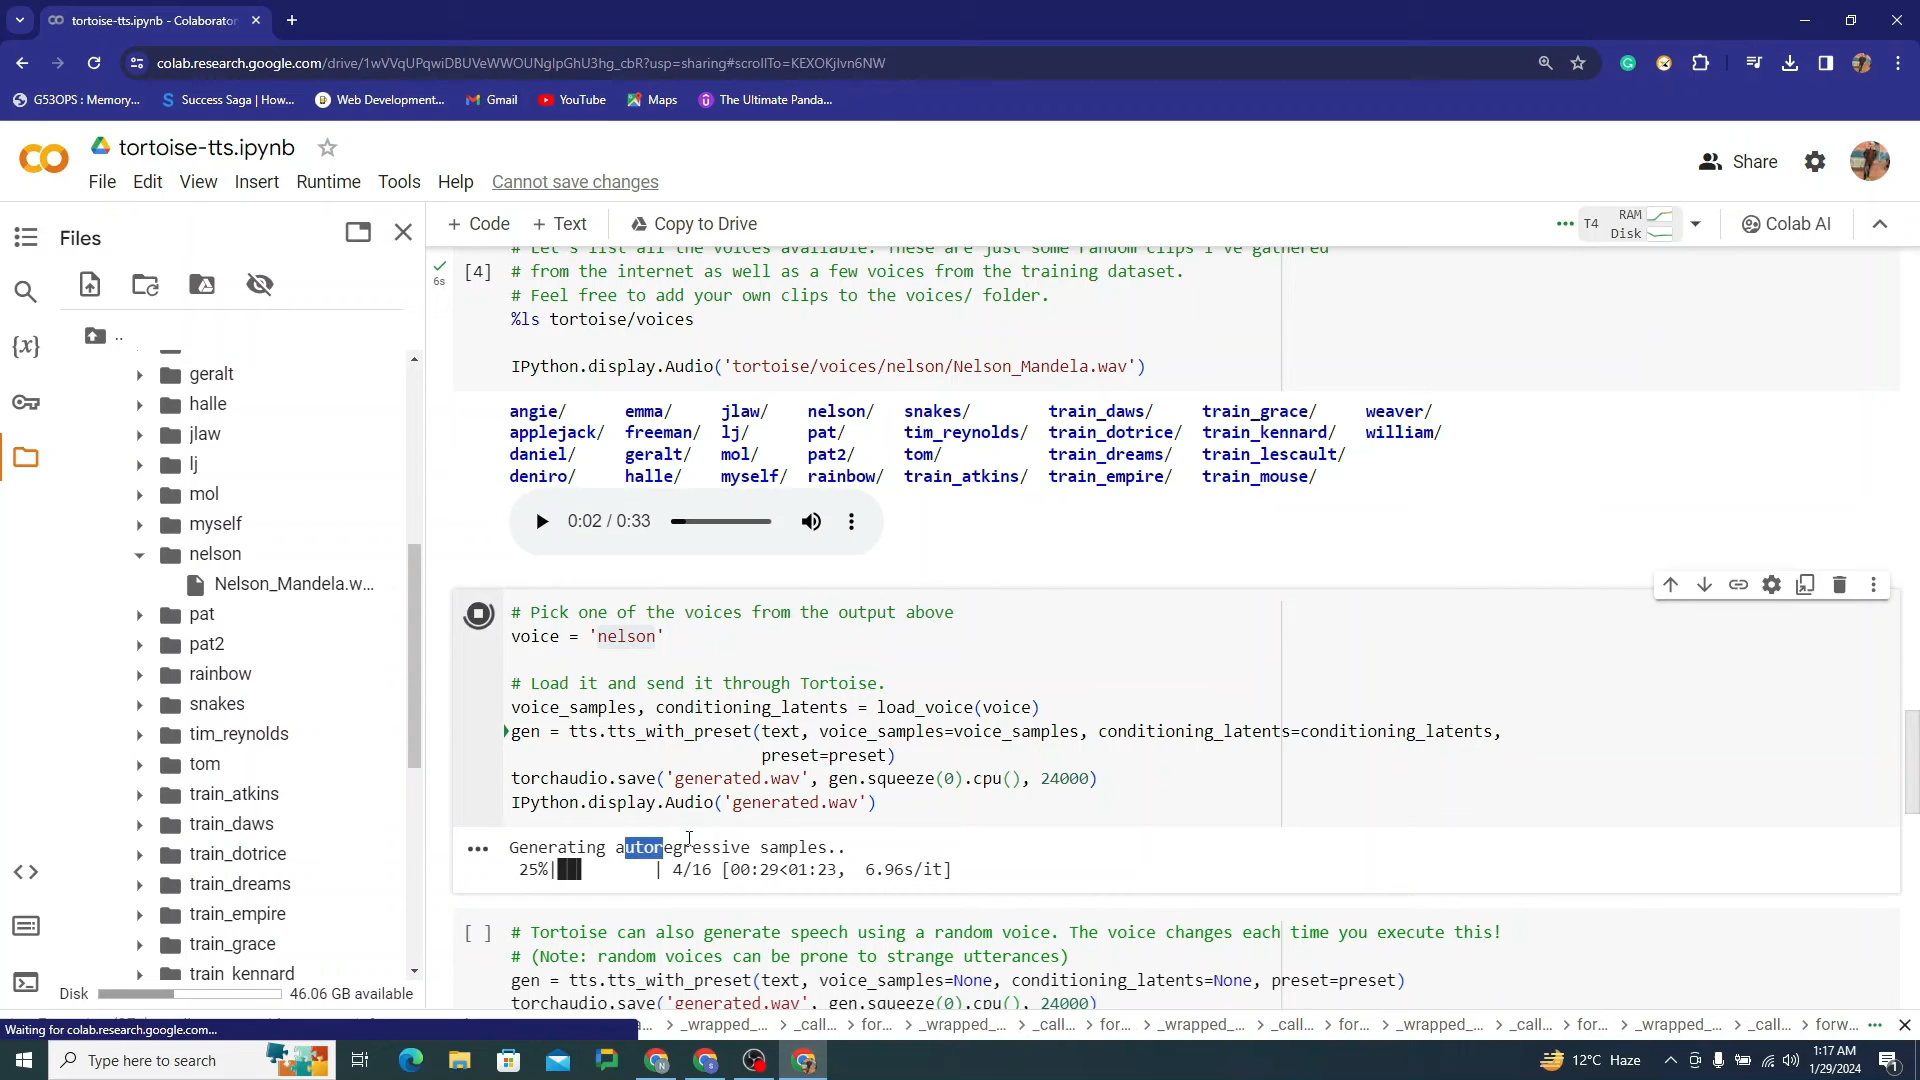 tortoise-tts.ipynb - Colaborator
colab.research.google.com/drive/1wVVqUPqwiDBUVeWWOUNgIpGhU3hg_cbR?usp=sharing#scrollTo=KEXOKjIvn6NW
G53OPS : Memory...
Success Saga | How...
Web Development...
Gmail
YouTube
Maps
The Ultimate Panda...
tortoise-tts.ipynb
Share
File Edit View Insert Runtime Tools Help Cannot save changes
Files
+ Code + Text Copy to Drive
T4 RAM
Disk
Colab AI
..
geralt
halle
jlaw
lj
mol
myself
nelson
Nelson_Mandela.w...
pat
pat2
rainbow
snakes
tim_reynolds
tom
train_atkins
train_daws
train_dotrice
train_dreams
train_empire
train_grace
train_kennard
Disk 46.06 GB available
# Let's list all the voices available. These are just some random clips I've gathered
[4] # from the internet as well as a few voices from the training dataset.
6s
# Feel free to add your own clips to the voices/ folder.
%ls tortoise/voices
IPython.display.Audio('tortoise/voices/nelson/Nelson_Mandela.wav')
angie/ emma/ jlaw/ nelson/ snakes/ train_daws/ train_grace/ weaver/
applejack/ freeman/ lj/ pat/ tim_reynolds/ train_dotrice/ train_kennard/ william/
daniel/ geralt/ mol/ pat2/ tom/ train_dreams/ train_lescault/
deniro/ halle/ myself/ rainbow/ train_atkins/ train_empire/ train_mouse/
0:02 / 0:33
# Pick one of the voices from the output above
voice = 'nelson'
# Load it and send it through Tortoise.
voice_samples, conditioning_latents = load_voice(voice)
gen = tts.tts_with_preset(text, voice_samples=voice_samples, conditioning_latents=conditioning_latents,
preset=preset)
torchaudio.save('generated.wav', gen.squeeze(0).cpu(), 24000)
IPython.display.Audio('generated.wav')
Generating autoregressive samples..
25%| | 4/16 [00:29<01:23, 6.96s/it]
[ ] # Tortoise can also generate speech using a random voice. The voice changes each time you execute this!
# (Note: random voices can be prone to strange utterances)
gen = tts.tts_with_preset(text, voice_samples=None, conditioning_latents=None, preset=preset)
torchaudio.save('generated.wav', gen.squeeze(0).cpu(), 24000)
Waiting for colab.research.google.com...
> _wrapped_... > _call... > for... > _wrapped_... > _call... > for... > _wrapped_... > _call... > for... > _wrapped_... > _call... > for... > _wrapped_... > _call... > forw...
Type here to search
12°C Haze
1:17 AM
1/29/2024